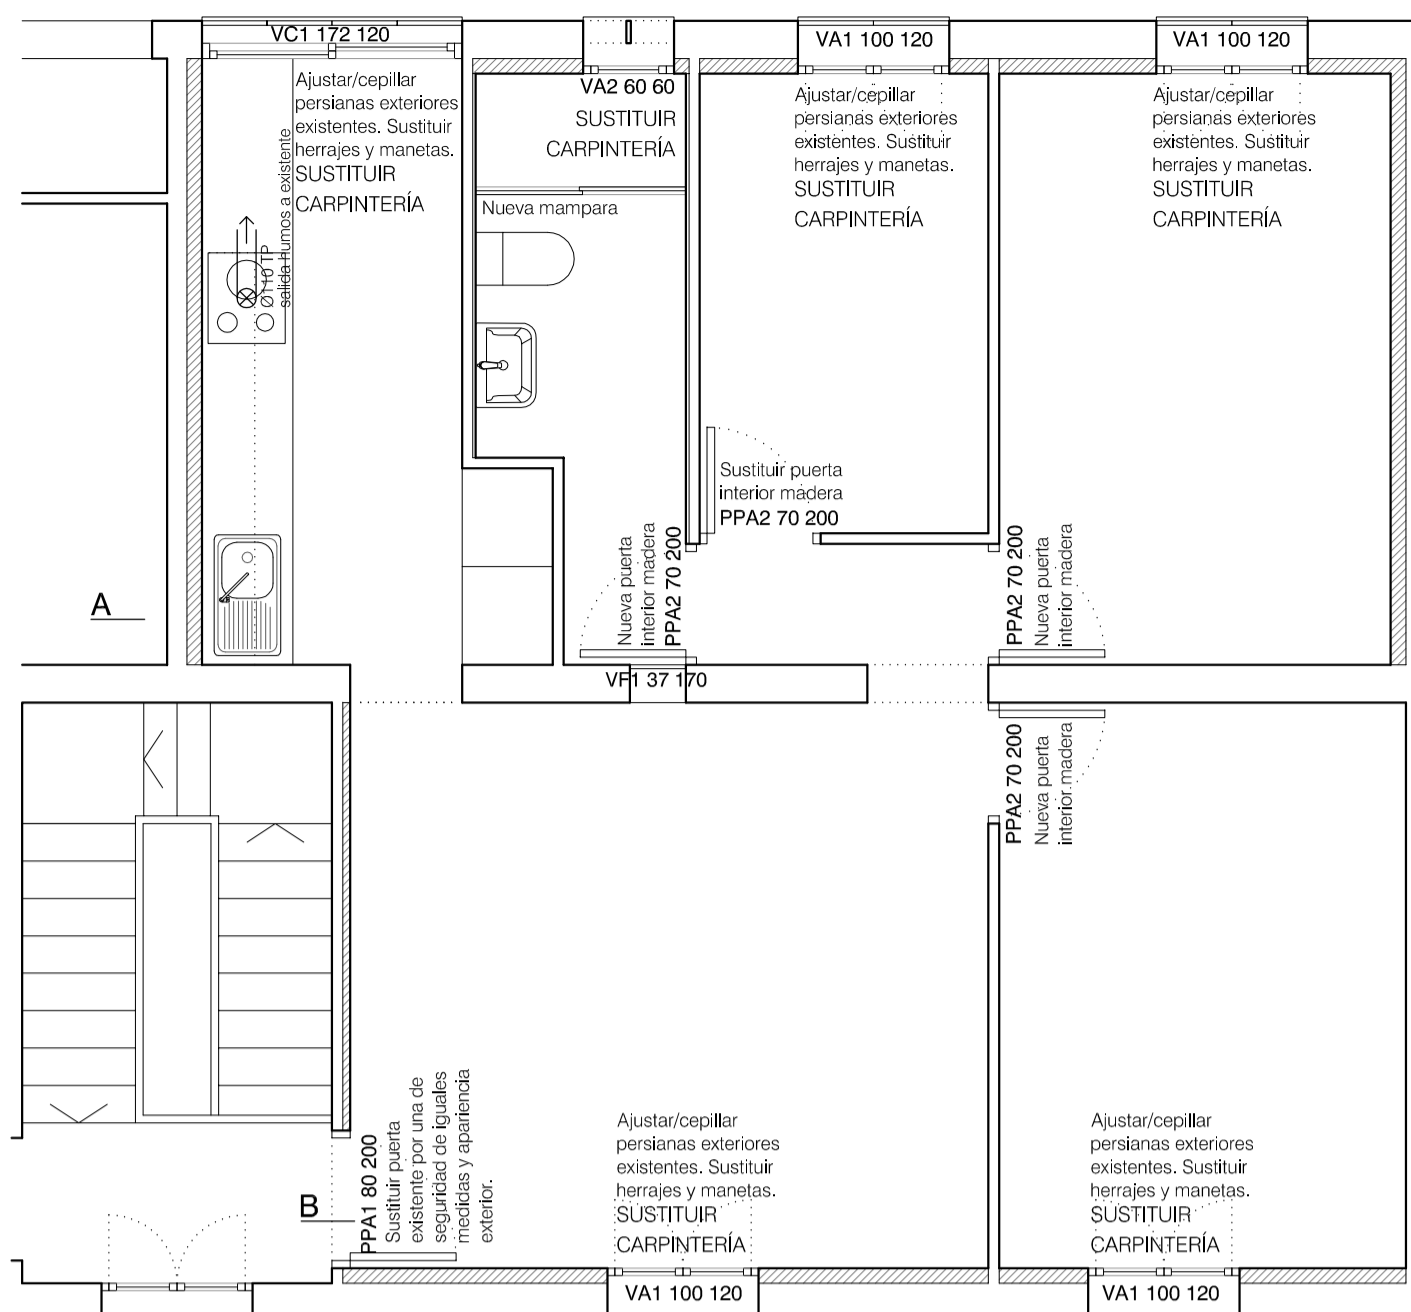 VC1 172 120
Ajustar/cepillar
persianas exteriores
existentes. Sustituir
herrajes y manetas.
SUSTITUIR
CARPINTERÍA
Ø110 TP
salida humos a existente
VA2 60 60
SUSTITUIR
CARPINTERÍA
Nueva mampara
VA1 100 120
Ajustar/cepillar
persianas exteriores
existentes. Sustituir
herrajes y manetas.
SUSTITUIR
CARPINTERÍA
VA1 100 120
Ajustar/cepillar
persianas exteriores
existentes. Sustituir
herrajes y manetas.
SUSTITUIR
CARPINTERÍA
Sustituir puerta
interior madera
PPA2 70 200
Nueva puerta
interior madera
PPA2 70 200
PPA2 70 200
Nueva puerta
interior madera
A
VF1 37 170
PPA2 70 200
Nueva puerta
interior madera
PPA1 80 200
Sustituir puerta
existente por una de
seguridad de iguales
medidas y apariencia
exterior.
B
Ajustar/cepillar
persianas exteriores
existentes. Sustituir
herrajes y manetas.
SUSTITUIR
CARPINTERÍA
VA1 100 120
Ajustar/cepillar
persianas exteriores
existentes. Sustituir
herrajes y manetas.
SUSTITUIR
CARPINTERÍA
VA1 100 120